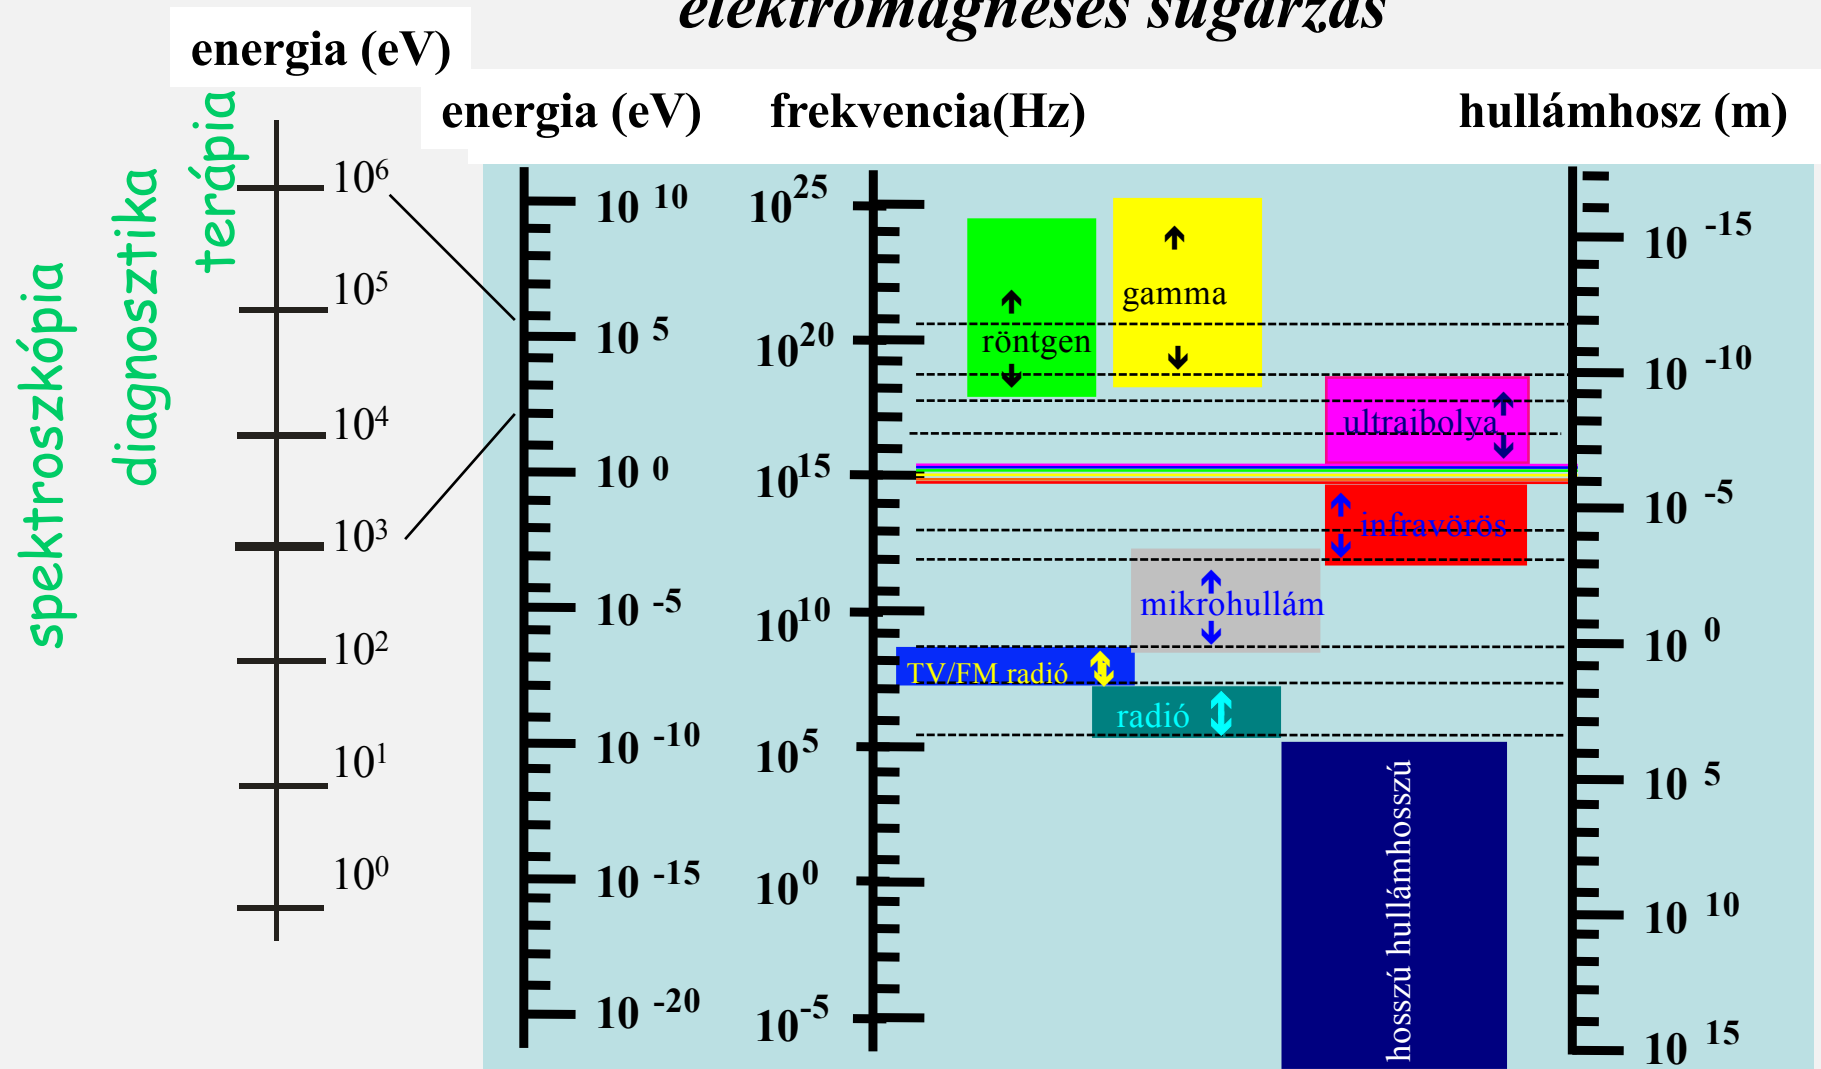 elektromágneses sugárzás
energia (eV)
energia (eV) frekvencia(Hz) hullámhosz (m)
spektroszkópia
diagnosztika
terápia
10⁶
10⁵
10⁴
10³
10²
10¹
10⁰
10 ¹⁰
10 ⁵
10 ⁰
10 ⁻⁵
10 ⁻¹⁰
10 ⁻¹⁵
10 ⁻²⁰
10²⁵
10²⁰
10¹⁵
10¹⁰
10⁵
10⁰
10⁻⁵
gamma
röntgen
ultraibolya
infravörös
mikrohullám
TV/FM radió
radió
hosszú hullámhosszú
10 ⁻¹⁵
10 ⁻¹⁰
10 ⁻⁵
10 ⁰
10 ⁵
10 ¹⁰
10 ¹⁵